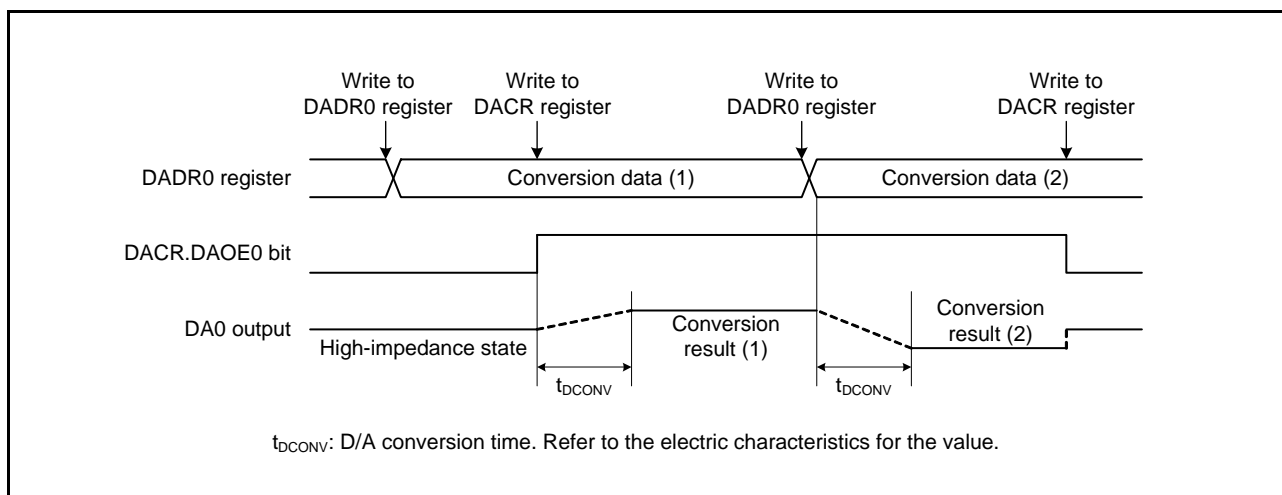 Write to
DADR0 register
Write to
DACR register
Write to
DADR0 register
Write to
DACR register
DADR0 register
Conversion data (1)
Conversion data (2)
DACR.DAOE0 bit
DA0 output
High-impedance state
Conversion
result (1)
Conversion
result (2)
tDCONV
tDCONV
tDCONV: D/A conversion time. Refer to the electric characteristics for the value.